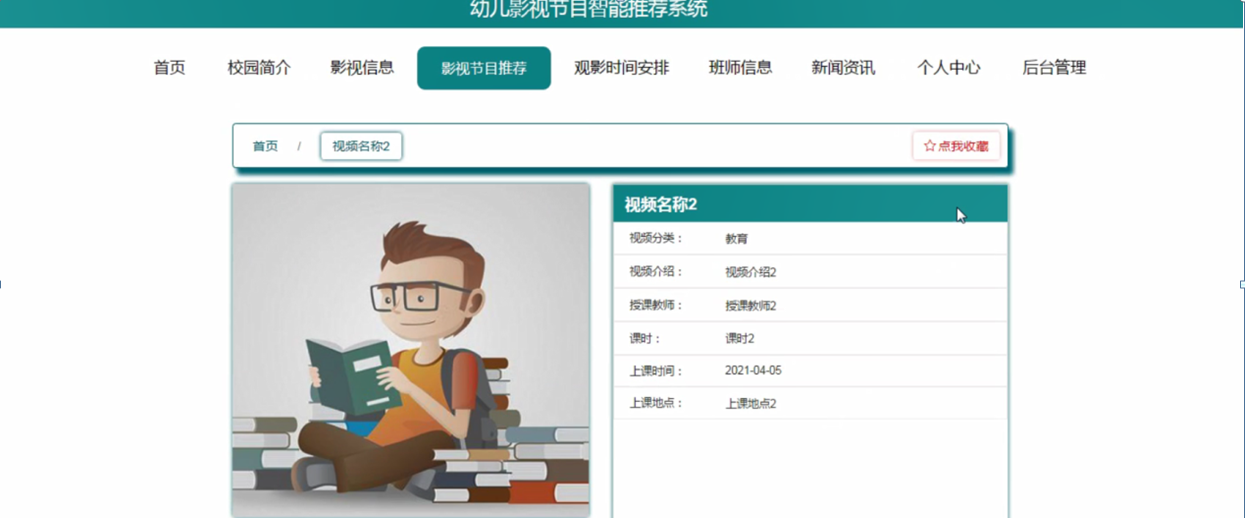 幼儿影视节目智能推荐系统
首页 校园简介 影视信息 影视节目推荐 观影时间安排 班师信息 新闻资讯 个人中心 后台管理
首页 / 视频名称2 ☆点我收藏
视频名称2
视频分类： 教育
视频介绍： 视频介绍2
授课教师： 授课教师2
课时： 课时2
上课时间： 2021-04-05
上课地点： 上课地点2